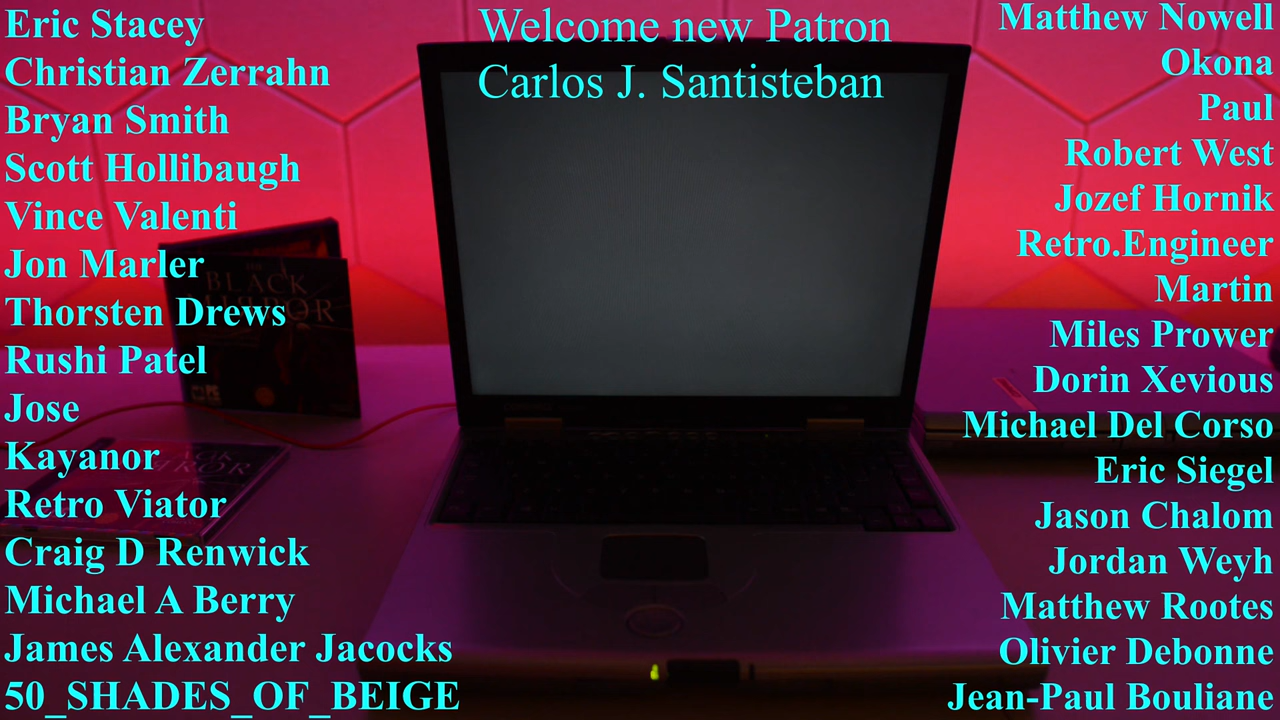 Eric Stacey
Christian Zerrahn
Bryan Smith
Scott Hollibaugh
Vince Valenti
Jon Marler
Thorsten Drews
Rushi Patel
Jose
Kayanor
Retro Viator
Craig D Renwick
Michael A Berry
James Alexander Jacocks
50_SHADES_OF_BEIGE
Welcome new Patron
Carlos J. Santisteban
Matthew Nowell
Okona
Paul
Robert West
Jozef Hornik
Retro.Engineer
Martin
Miles Prower
Dorin Xevious
Michael Del Corso
Eric Siegel
Jason Chalom
Jordan Weyh
Matthew Rootes
Olivier Debonne
Jean-Paul Bouliane
BLACK
MIRROR
PC